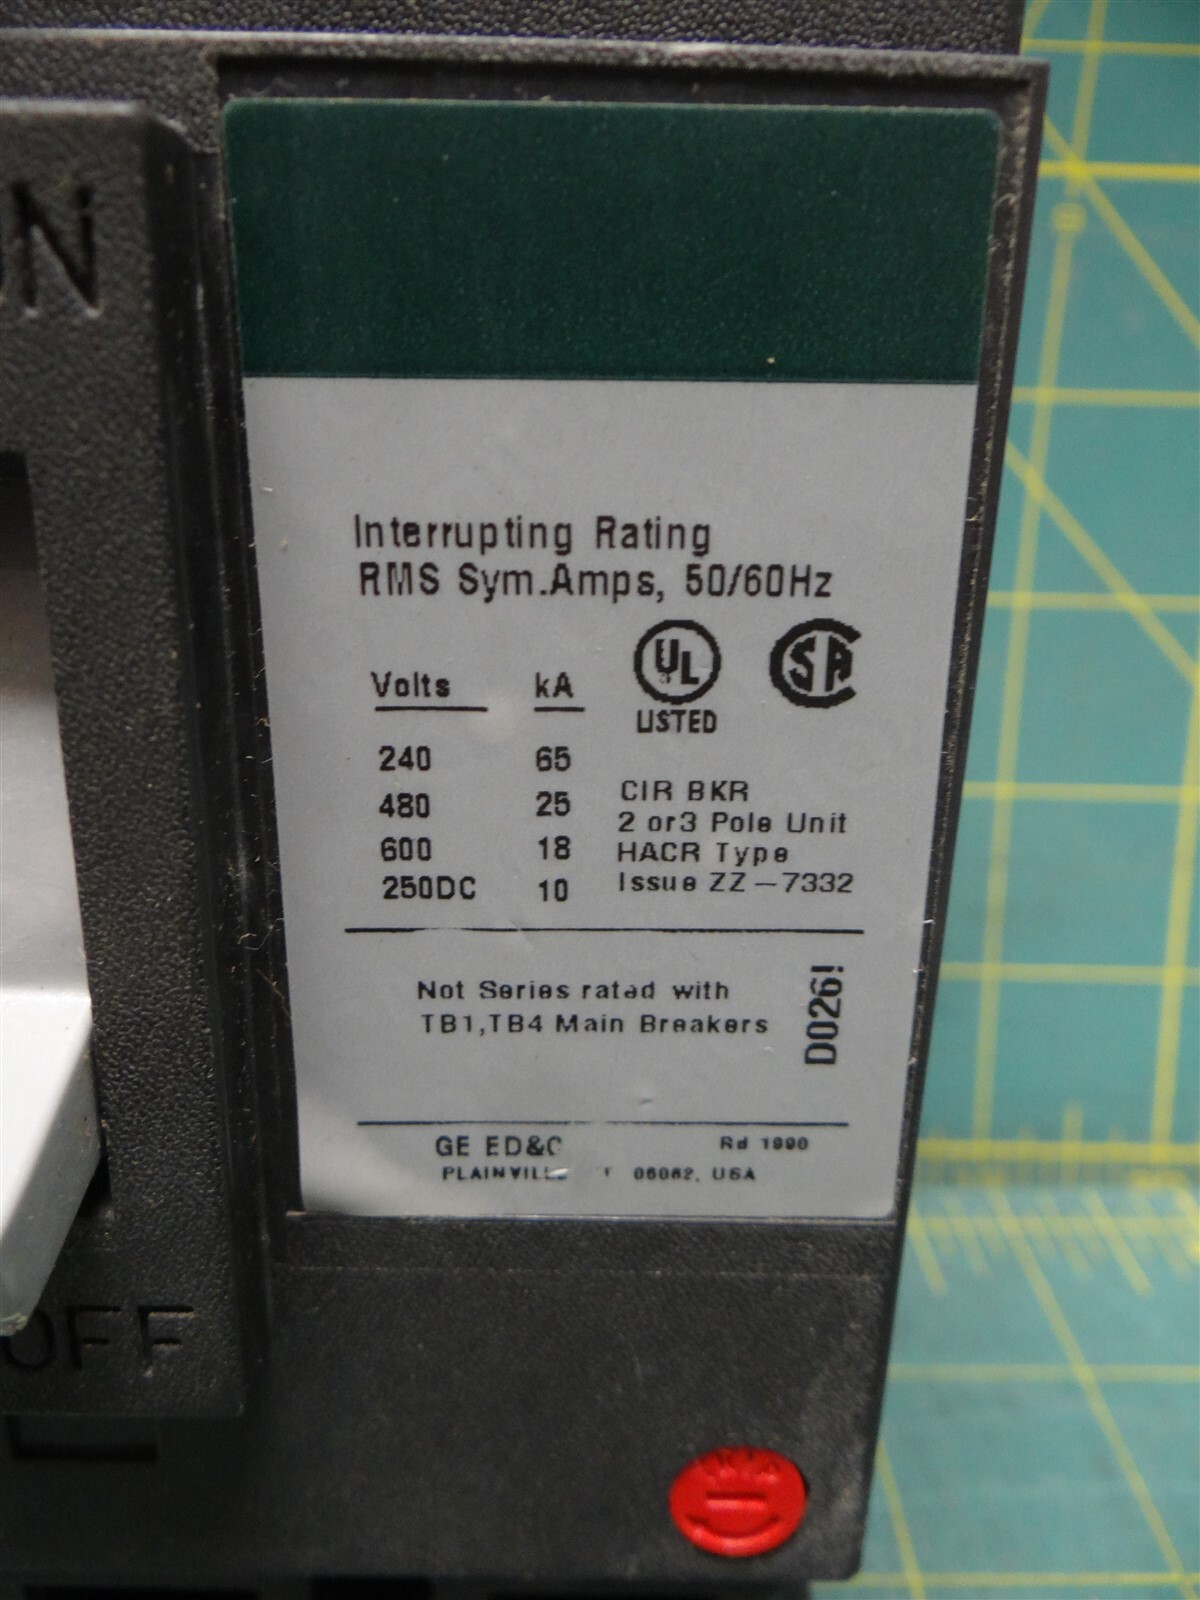 ON
Interrupting Rating
RMS Sym.Amps, 50/60Hz
Volts kA
240 65
480 25
600 18
250DC 10
UL
LISTED
SA
CIR BKR
2 or3 Pole Unit
HACR Type
Issue ZZ-7332
Not Series rated with
TB1,TB4 Main Breakers
D026!
GE ED&C Rd 1990
PLAINVILLE 06062, USA
OFF